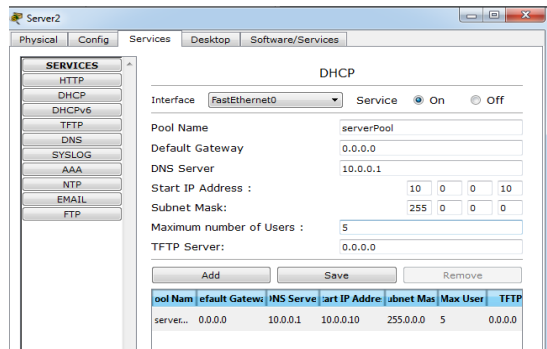 Server2
Physical Config Services Desktop Software/Services
SERVICES
HTTP
DHCP
DHCPv6
TFTP
DNS
SYSLOG
AAA
NTP
EMAIL
FTP
DHCP
Interface FastEthernet0 Service On Off
Pool Name serverPool
Default Gateway 0.0.0.0
DNS Server 10.0.0.1
Start IP Address : 10 0 0 10
Subnet Mask: 255 0 0 0
Maximum number of Users : 5
TFTP Server: 0.0.0.0
Add Save Remove
ool Nam efault Gatewa NS Serve tart IP Addre ubnet Mas Max User TFTP
server... 0.0.0.0 10.0.0.1 10.0.0.10 255.0.0.0 5 0.0.0.0